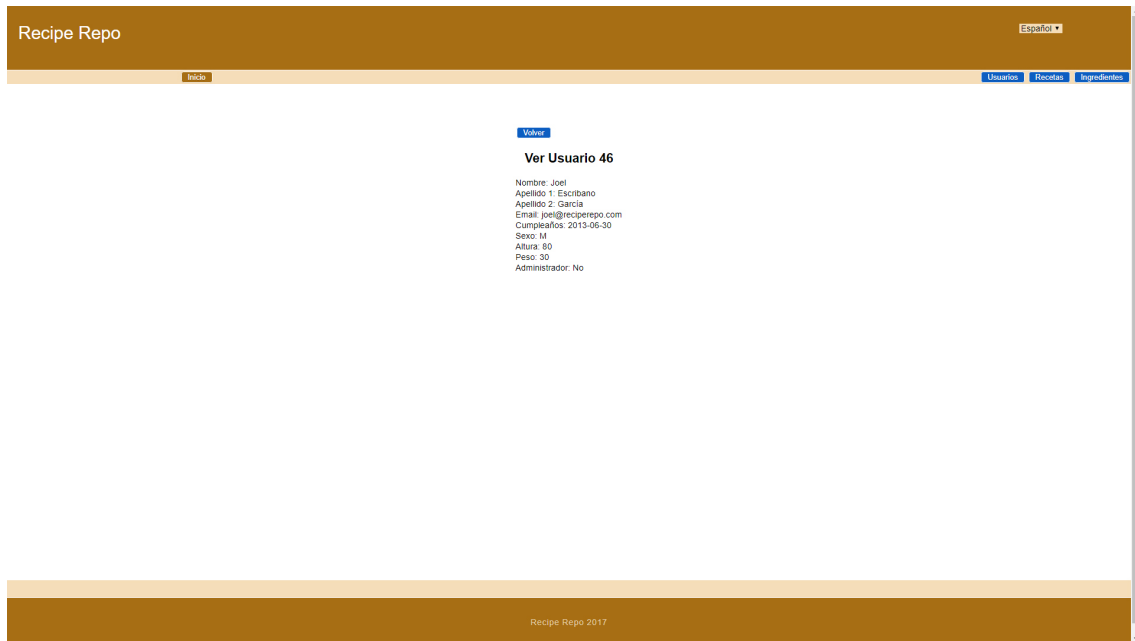 Recipe Repo
Español
Inicio
Usuarios Recetas Ingredientes
Volver
Ver Usuario 46
Nombre: Joel
Apellido 1: Escribano
Apellido 2: García
Email: joel@reciperepo.com
Cumpleaños: 2013-06-30
Sexo: M
Altura: 80
Peso: 30
Administrador: No
Recipe Repo 2017